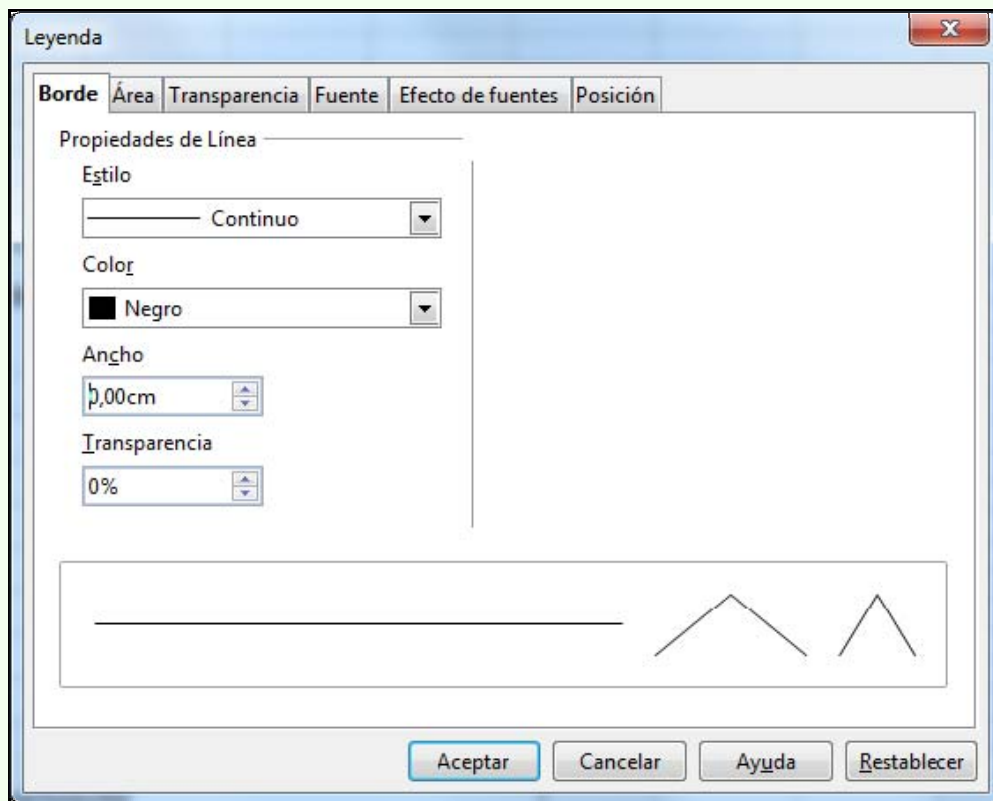 Leyenda
Borde Área Transparencia Fuente Efecto de fuentes Posición
Propiedades de Línea
Estilo
Continuo
Color
Negro
Ancho
0,00cm
Transparencia
0%
Aceptar Cancelar Ayuda Restablecer